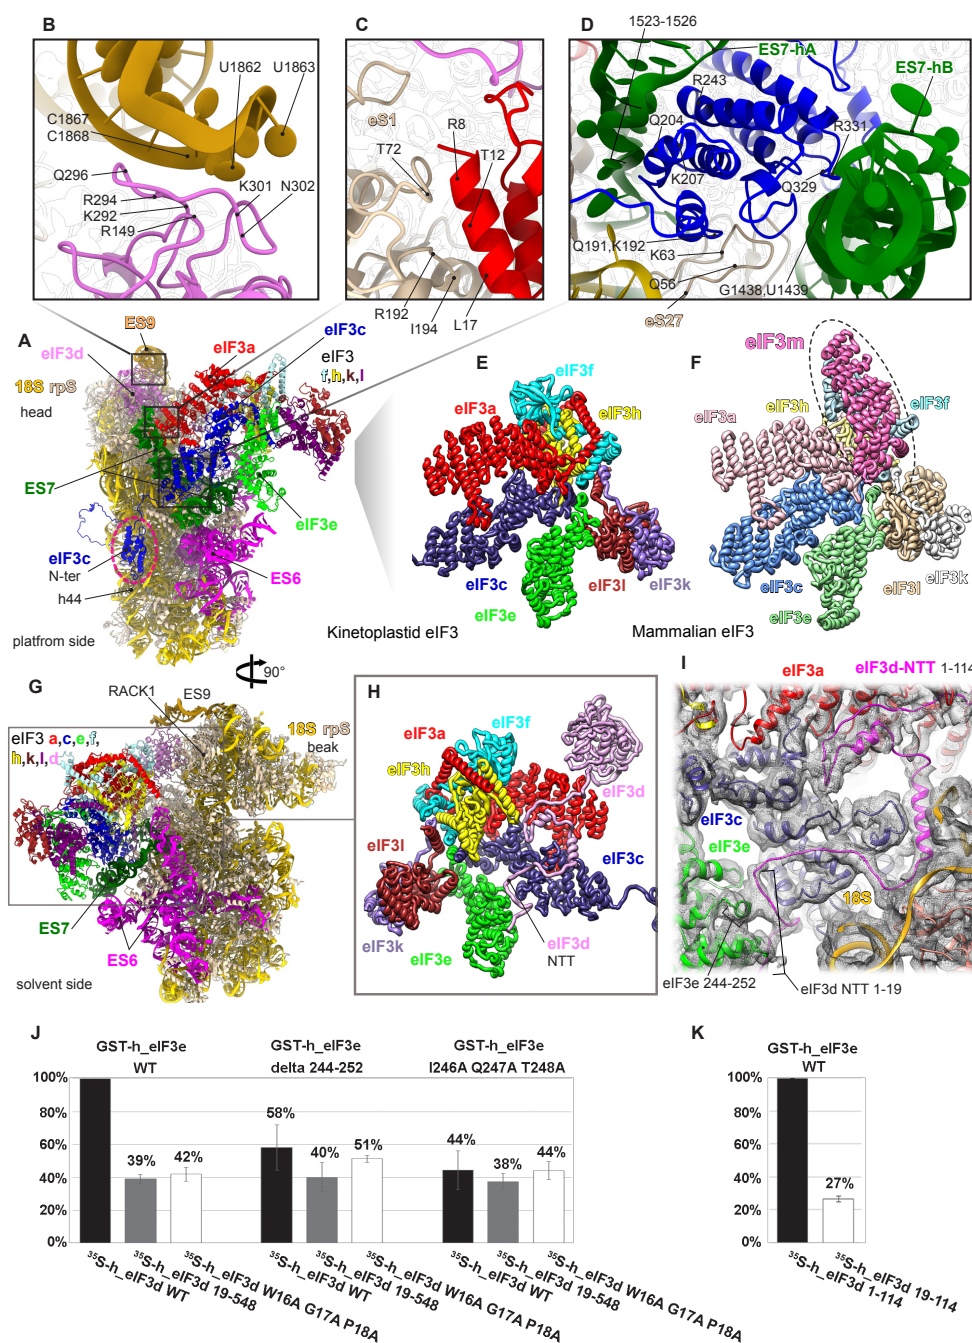 B
U1862
U1863
C1867
C1868
Q296
R294
K292
R149
K301
N302
C
eS1
R8
T72
T12
R192
I194
L17
D
1523-1526
ES7-hA
ES7-hB
R243
Q204
R331
K207
Q329
Q191,K192
K63
Q56
G1438,U1439
eS27
A
ES9
eIF3d
eIF3a
eIF3c
eIF3
f,h,k,l
18S rpS
head
ES7
eIF3e
eIF3c
N-ter
ES6
h44
platfrom side
90°
E
eIF3f
eIF3a
eIF3h
eIF3c
eIF3l
eIF3k
eIF3e
Kinetoplastid eIF3
F
eIF3m
eIF3h
eIF3f
eIF3a
eIF3c
eIF3k
eIF3l
eIF3e
Mammalian eIF3
G
RACK1
ES9
18S rpS
beak
eIF3 a,c,e,f,
h,k,l,d
ES7
ES6
solvent side
H
eIF3f
eIF3a
eIF3h
eIF3d
eIF3l
eIF3c
eIF3k
eIF3e
eIF3d
NTT
I
eIF3a
eIF3d-NTT 1-114
eIF3c
eIF3e
18S
eIF3e 244-252
eIF3d NTT 1-19
J
GST-h_eIF3e
WT
GST-h_eIF3e
delta 244-252
GST-h_eIF3e
I246A Q247A T248A
100%
80%
60%
40%
20%
0%
39%
42%
58%
40%
51%
44%
38%
44%
³⁵S-h_eIF3d WT
³⁵S-h_eIF3d 19-548
³⁵S-h_eIF3d W16A G17A P18A
³⁵S-h_eIF3d WT
³⁵S-h_eIF3d 19-548
³⁵S-h_eIF3d W16A G17A P18A
³⁵S-h_eIF3d WT
³⁵S-h_eIF3d 19-548
³⁵S-h_eIF3d W16A G17A P18A
K
GST-h_eIF3e
WT
100%
80%
60%
40%
20%
0%
27%
³⁵S-h_eIF3d 1-114
³⁵S-h_eIF3d 19-114